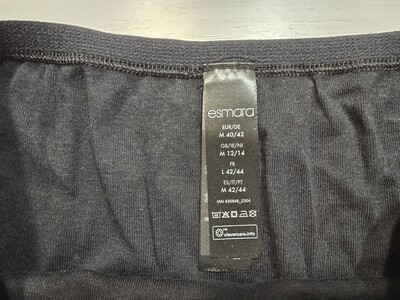 esmara
EUR/DE
M 40/42
GB/IE/NI
M 12/14
FR
L 42/44
ES/IT/PT
M 42/44
IAN 435848_2304
clevercare.info